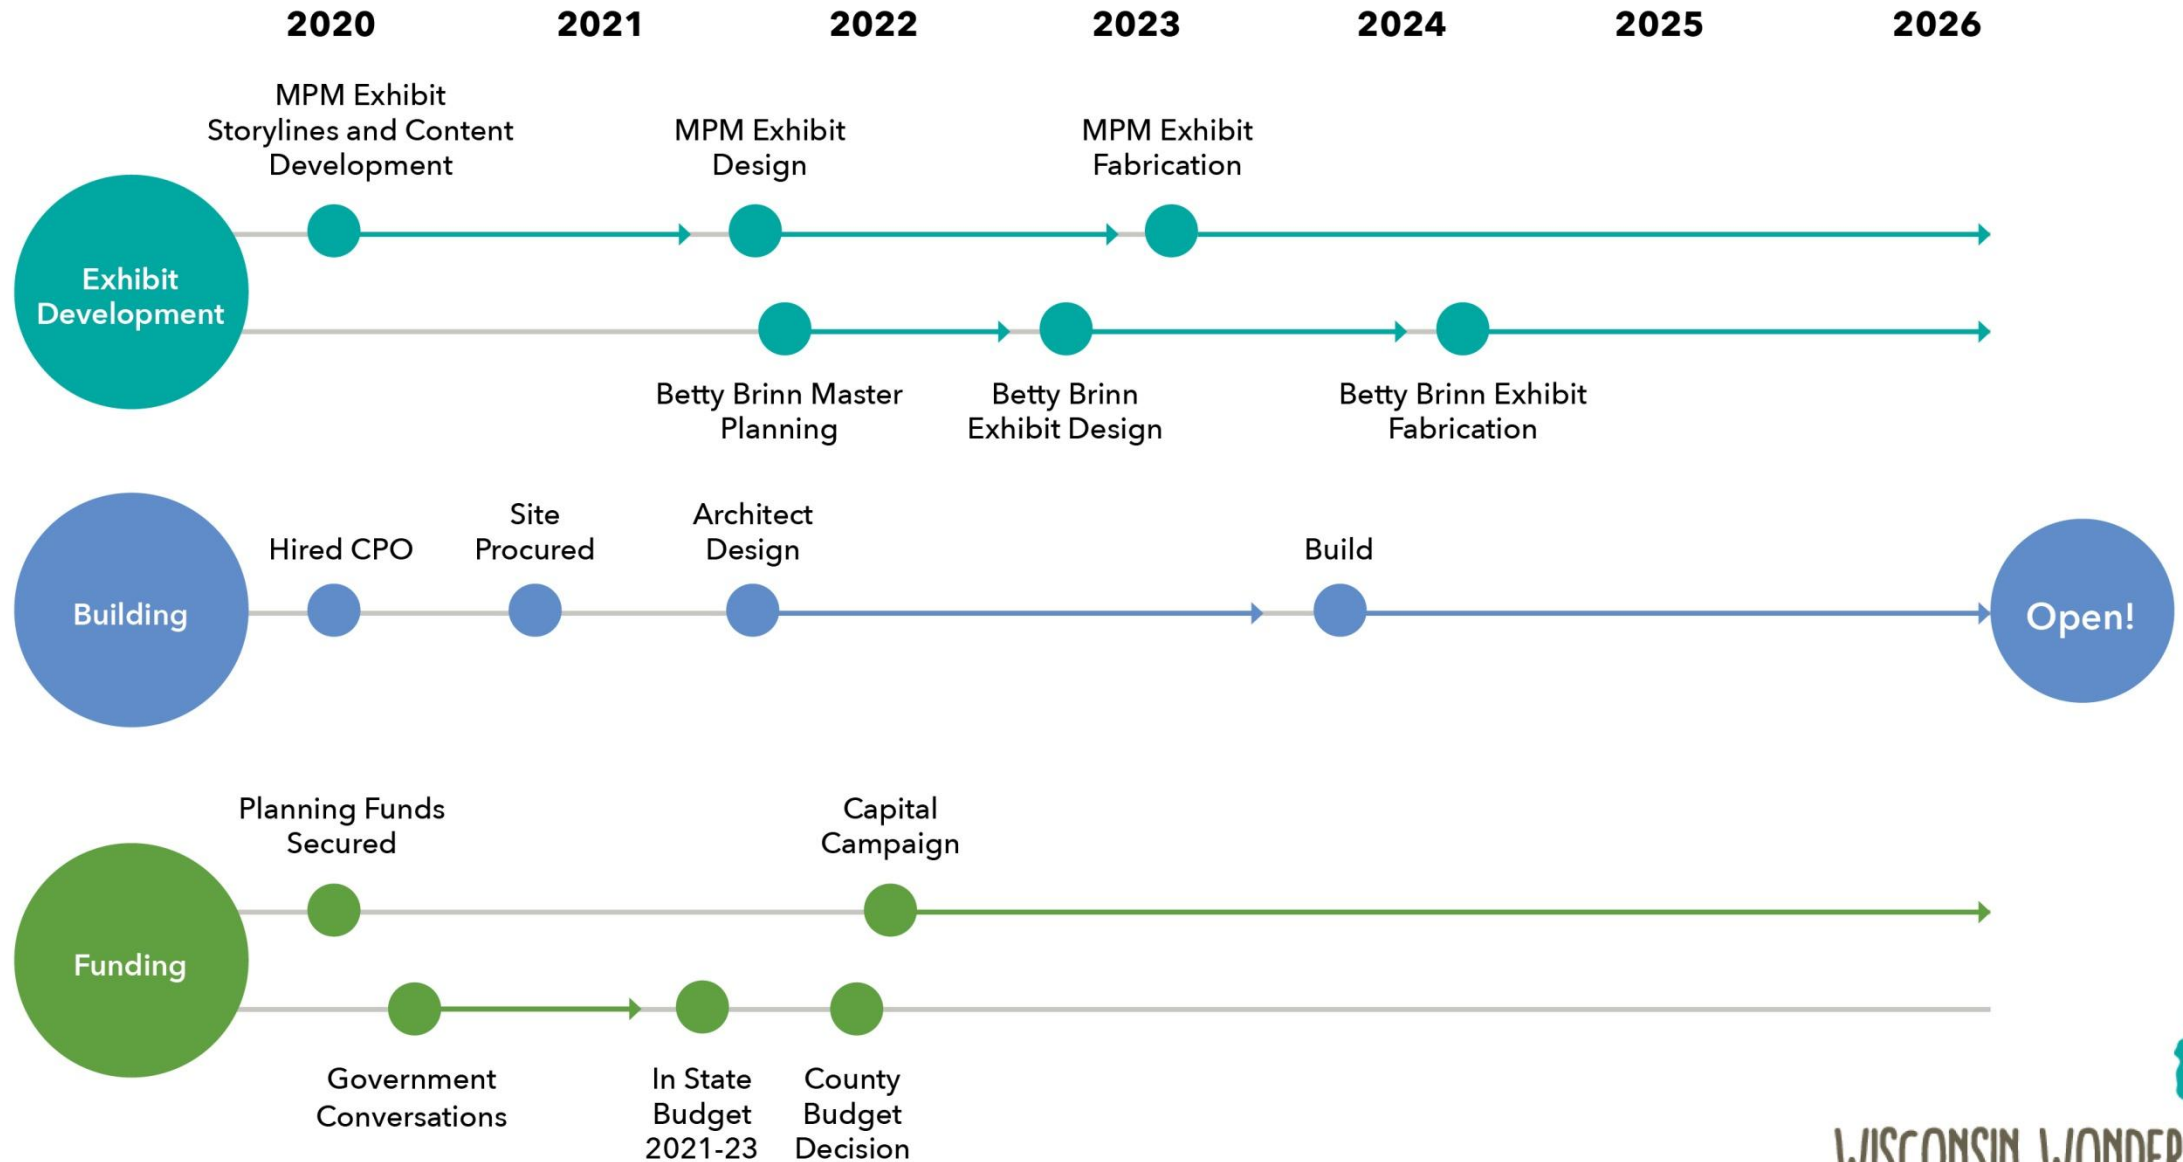 2020 2021 2022 2023 2024 2025 2026
MPM Exhibit
Storylines and Content
Development
MPM Exhibit
Design
MPM Exhibit
Fabrication
Exhibit
Development
Betty Brinn Master
Planning
Betty Brinn
Exhibit Design
Betty Brinn Exhibit
Fabrication
Building
Hired CPO
Site
Procured
Architect
Design
Build
Open!
Funding
Planning Funds
Secured
Capital
Campaign
Government
Conversations
In State
Budget
2021-23
County
Budget
Decision
WISCONSIN WONDER